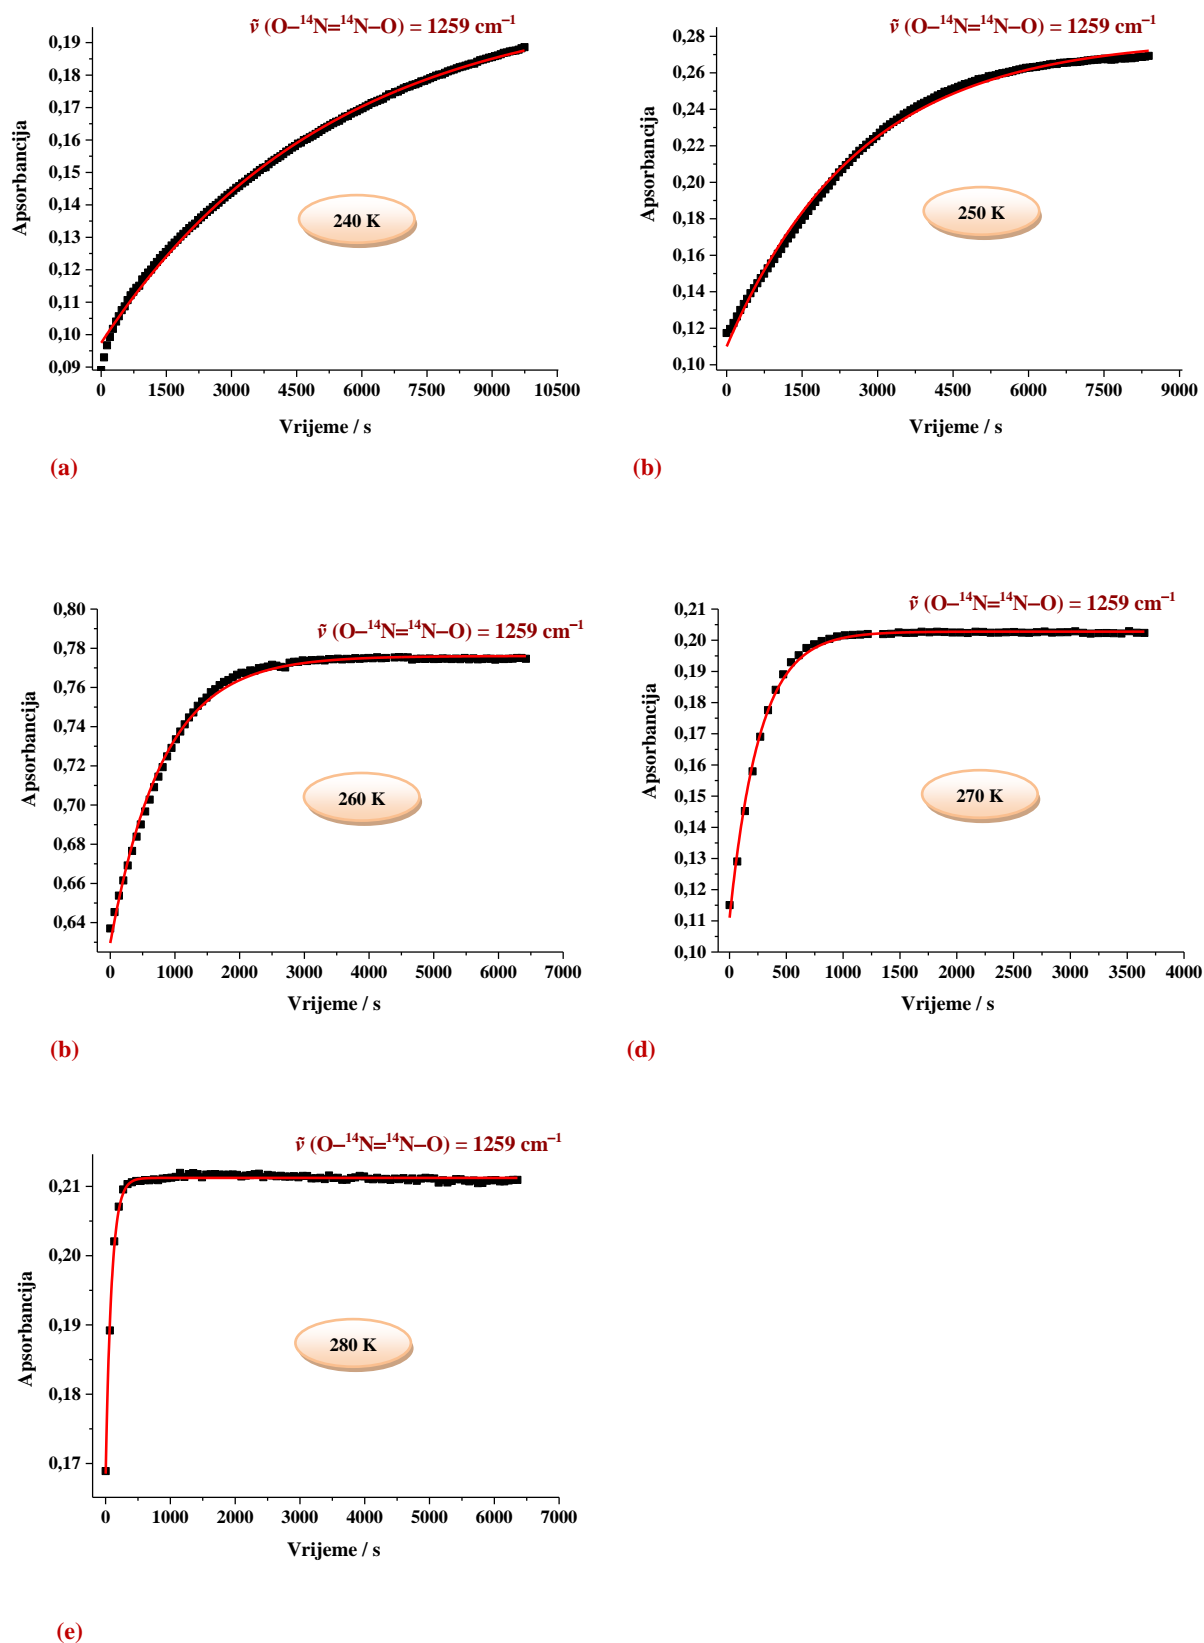 ṽ (O–¹⁴N=¹⁴N–O) = 1259 cm⁻¹
0,19
0,18
0,17
0,16
0,15
0,14
0,13
0,12
0,11
0,10
0,09
Apsorbancija
240 K
0 1500 3000 4500 6000 7500 9000 10500
Vrijeme / s
(a)
ṽ (O–¹⁴N=¹⁴N–O) = 1259 cm⁻¹
0,28
0,26
0,24
0,22
0,20
0,18
0,16
0,14
0,12
0,10
Apsorbancija
250 K
0 1500 3000 4500 6000 7500 9000
Vrijeme / s
(b)
ṽ (O–¹⁴N=¹⁴N–O) = 1259 cm⁻¹
0,80
0,78
0,76
0,74
0,72
0,70
0,68
0,66
0,64
Apsorbancija
260 K
0 1000 2000 3000 4000 5000 6000 7000
Vrijeme / s
(b)
ṽ (O–¹⁴N=¹⁴N–O) = 1259 cm⁻¹
0,21
0,20
0,19
0,18
0,17
0,16
0,15
0,14
0,13
0,12
0,11
0,10
Apsorbancija
270 K
0 500 1000 1500 2000 2500 3000 3500 4000
Vrijeme / s
(d)
ṽ (O–¹⁴N=¹⁴N–O) = 1259 cm⁻¹
0,21
0,20
0,19
0,18
0,17
Apsorbancija
280 K
0 1000 2000 3000 4000 5000 6000 7000
Vrijeme / s
(e)